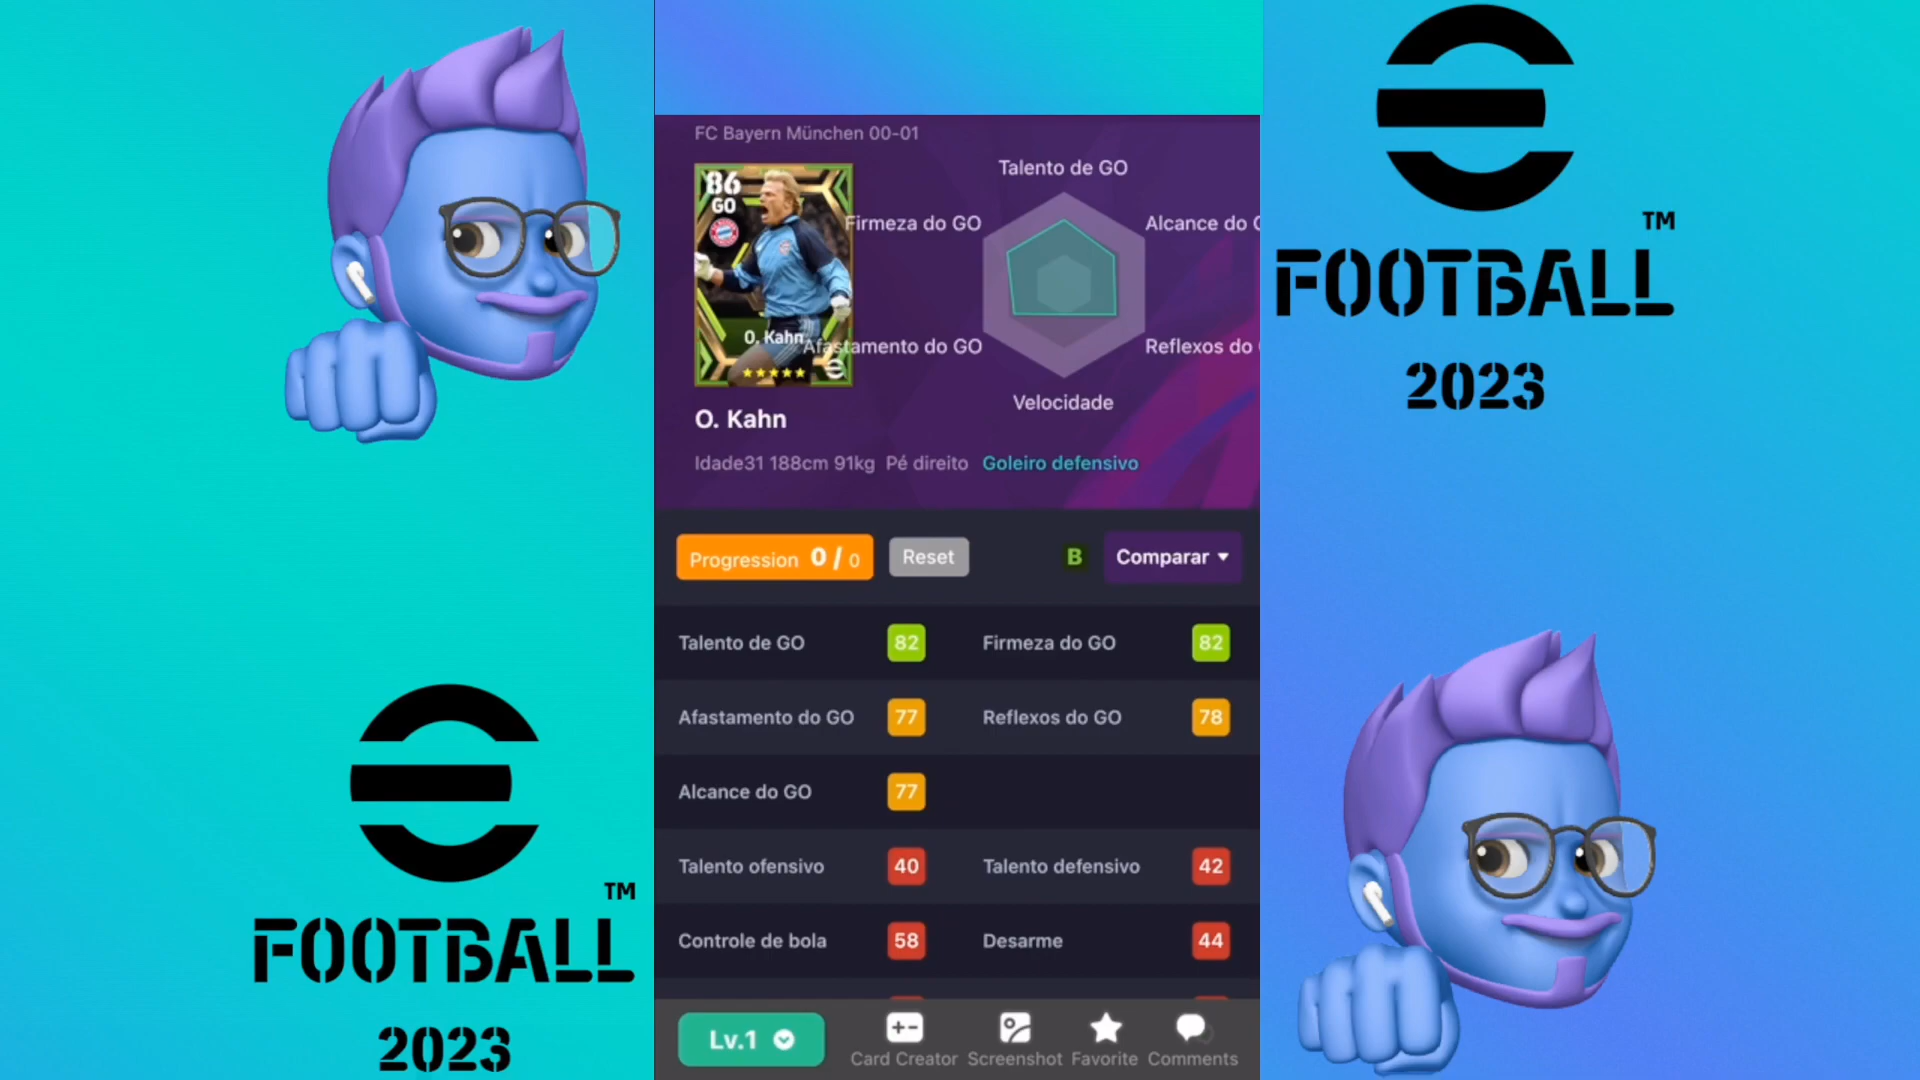 FC Bayern München 00-01
86
GO
O. Kahn
Talento de GO
Firmeza do GO
Alcance do G
Afastamento do GO
Reflexos do
Velocidade
O. Kahn
Idade31 188cm 91kg Pé direito Goleiro defensivo
Progression 0 / 0
Reset
B
Comparar
Talento de GO 82 Firmeza do GO 82
Afastamento do GO 77 Reflexos do GO 78
Alcance do GO 77
Talento ofensivo 40 Talento defensivo 42
Controle de bola 58 Desarme 44
Lv.1
Card Creator Screenshot Favorite Comments
TM
FOOTBALL
2023
TM
FOOTBALL
2023